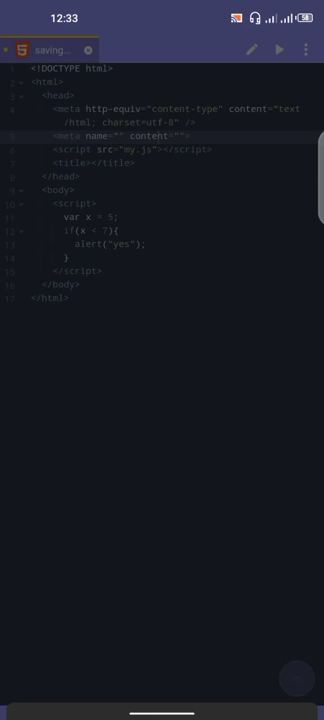 12:33
58
saving...
1 <!DOCTYPE html>
2 <html>
3 <head>
4 <meta http-equiv="content-type" content="text
/html; charset=utf-8" />
5 <meta name="" content="">
6 <script src="my.js"></script>
7 <title></title>
8 </head>
9 <body>
10 <script>
11 var x = 5;
12 if(x < 7){
13 alert("yes");
14 }
15 </script>
16 </body>
17 </html>